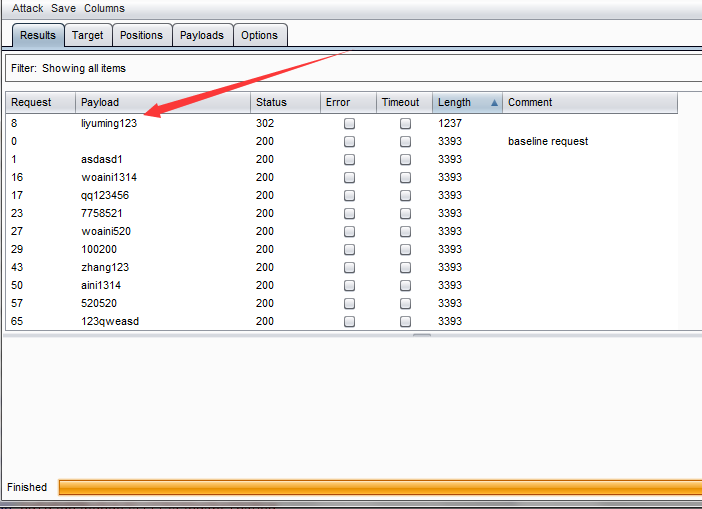 Attack Save Columns
Results Target Positions Payloads Options
Filter: Showing all items
Request Payload Status Error Timeout Length Comment
8 liyuming123 302 1237
0 200 3393 baseline request
1 asdasd1 200 3393
16 woaini1314 200 3393
17 qq123456 200 3393
23 7758521 200 3393
27 woaini520 200 3393
29 100200 200 3393
43 zhang123 200 3393
50 aini1314 200 3393
57 520520 200 3393
65 123qweasd 200 3393
Finished